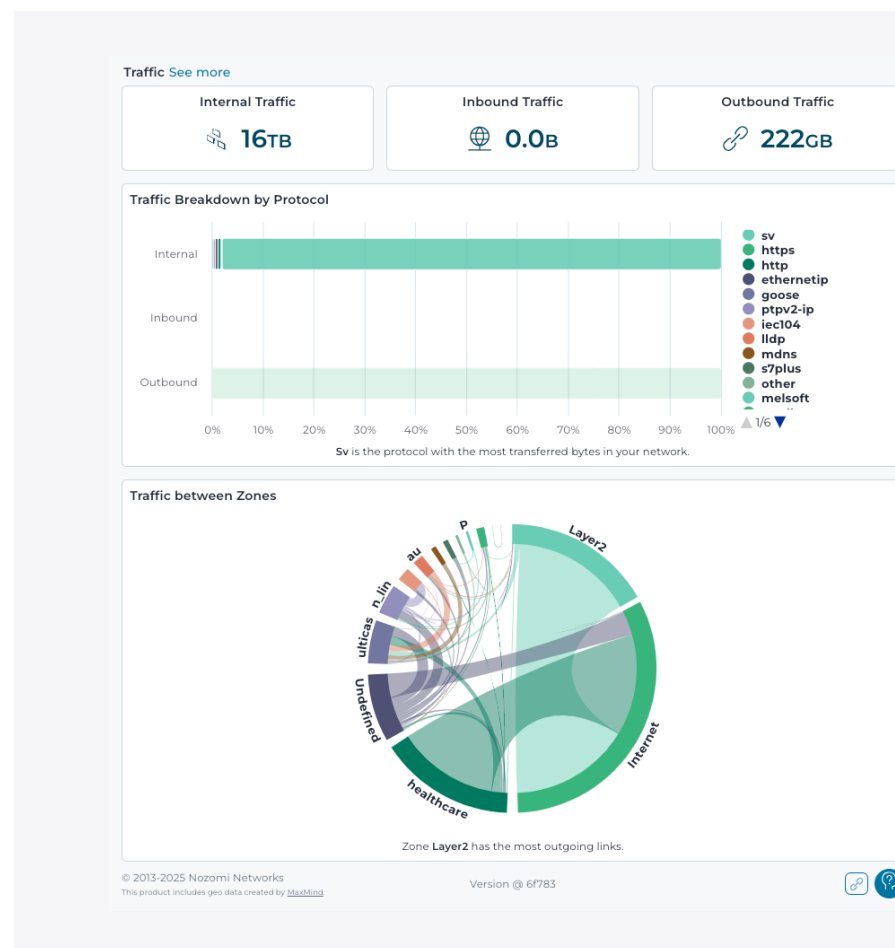 Traffic See more
Internal Traffic
Inbound Traffic
Outbound Traffic
16TB
0.0B
222GB
Traffic Breakdown by Protocol
Internal
Inbound
Outbound
0% 10% 20% 30% 40% 50% 60% 70% 80% 90% 100%
sv
https
http
ethernetip
goose
ptpv2-ip
iec104
lldp
mdns
s7plus
other
melsoft
1/6
Sv is the protocol with the most transferred bytes in your network.
Traffic between Zones
Layer2
Internet
healthcare
Undefined
ulticas
n_lin
au
P
Zone Layer2 has the most outgoing links.
© 2013-2025 Nozomi Networks
This product includes geo data created by MaxMind.
Version @ 6f783